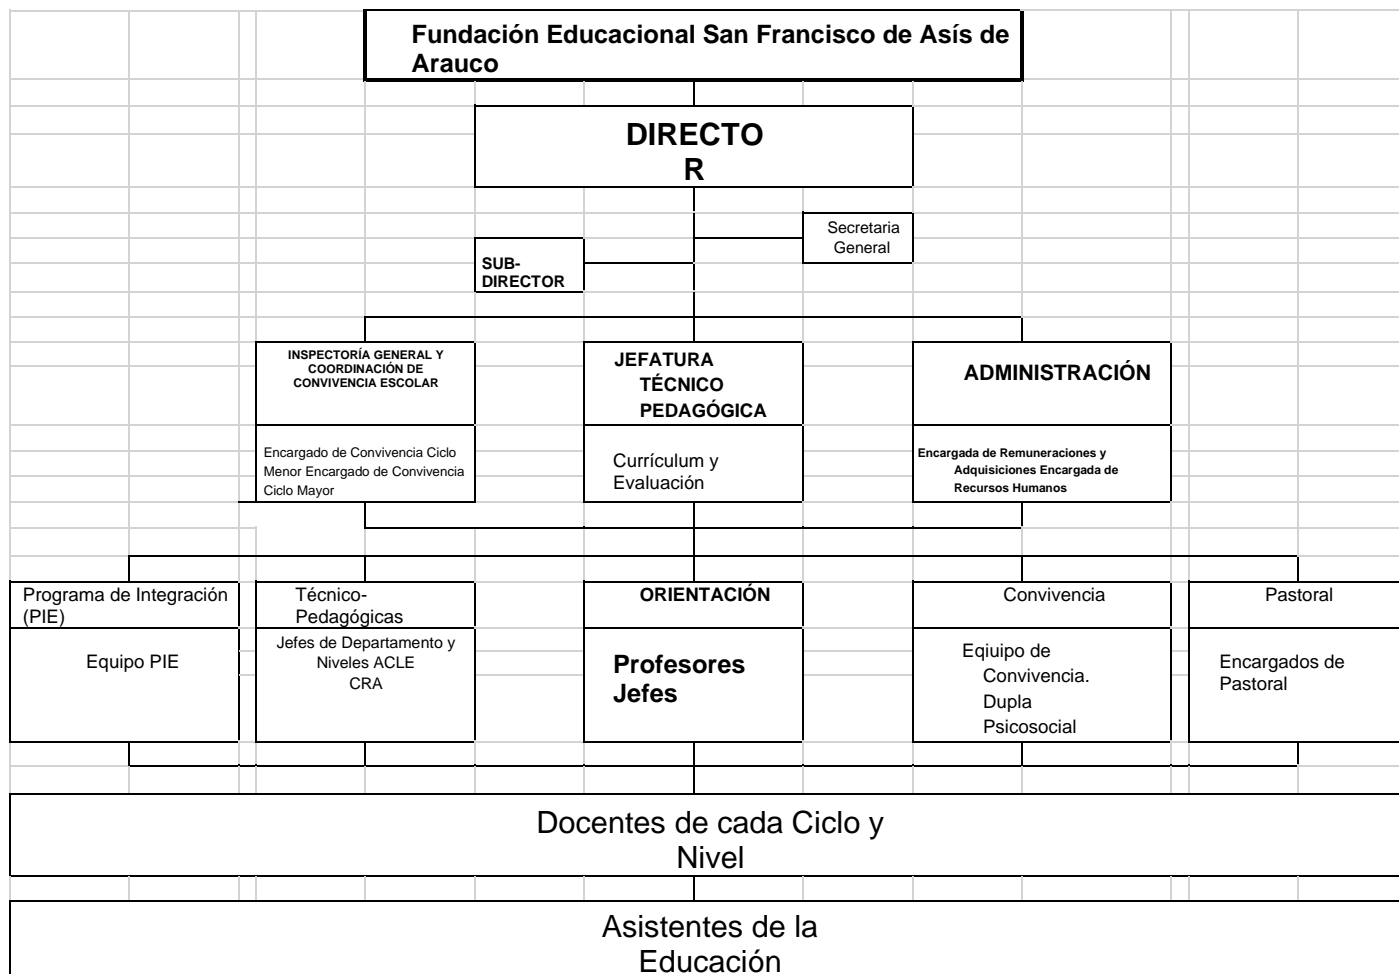 Fundación Educacional San Francisco de Asís de
Arauco
DIRECTO
R
Secretaria
General
SUB-
DIRECTOR
INSPECTORÍA GENERAL Y
COORDINACIÓN DE
CONVIVENCIA ESCOLAR
JEFATURA
TÉCNICO
PEDAGÓGICA
ADMINISTRACIÓN
Encargado de Convivencia Ciclo
Menor Encargado de Convivencia
Ciclo Mayor
Currículum y
Evaluación
Encargada de Remuneraciones y
Adquisiciones Encargada de
Recursos Humanos
Programa de Integración
(PIE)
Técnico-
Pedagógicas
ORIENTACIÓN
Convivencia
Pastoral
Equipo PIE
Jefes de Departamento y
Niveles ACLE
CRA
Profesores
Jefes
Eqiuipo de
Convivencia.
Dupla
Psicosocial
Encargados de
Pastoral
Docentes de cada Ciclo y
Nivel
Asistentes de la
Educación